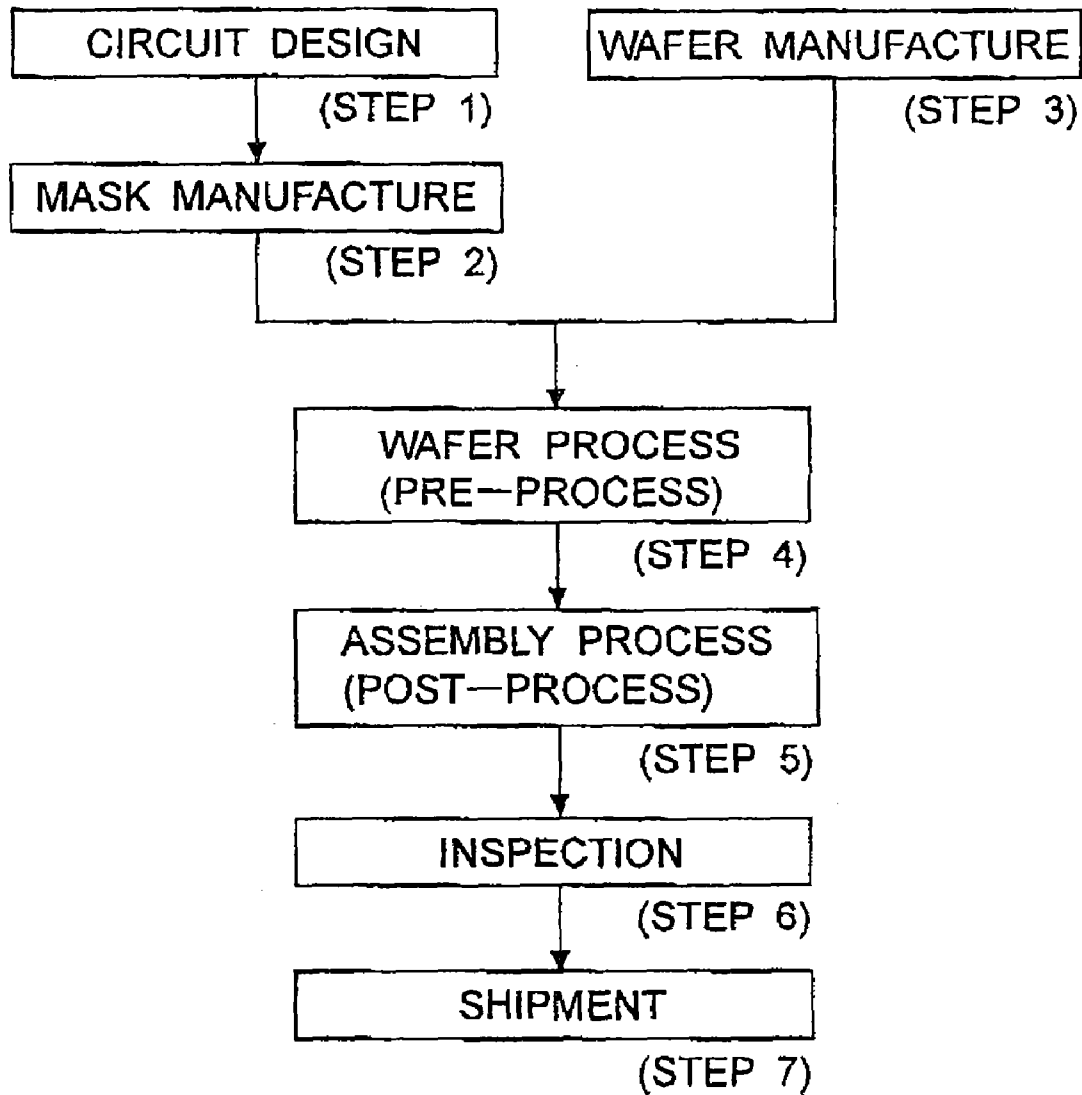 CIRCUIT DESIGN
(STEP 1)
MASK MANUFACTURE
(STEP 2)
WAFER MANUFACTURE
(STEP 3)
WAFER PROCESS
(PRE—PROCESS)
(STEP 4)
ASSEMBLY PROCESS
(POST—PROCESS)
(STEP 5)
INSPECTION
(STEP 6)
SHIPMENT
(STEP 7)